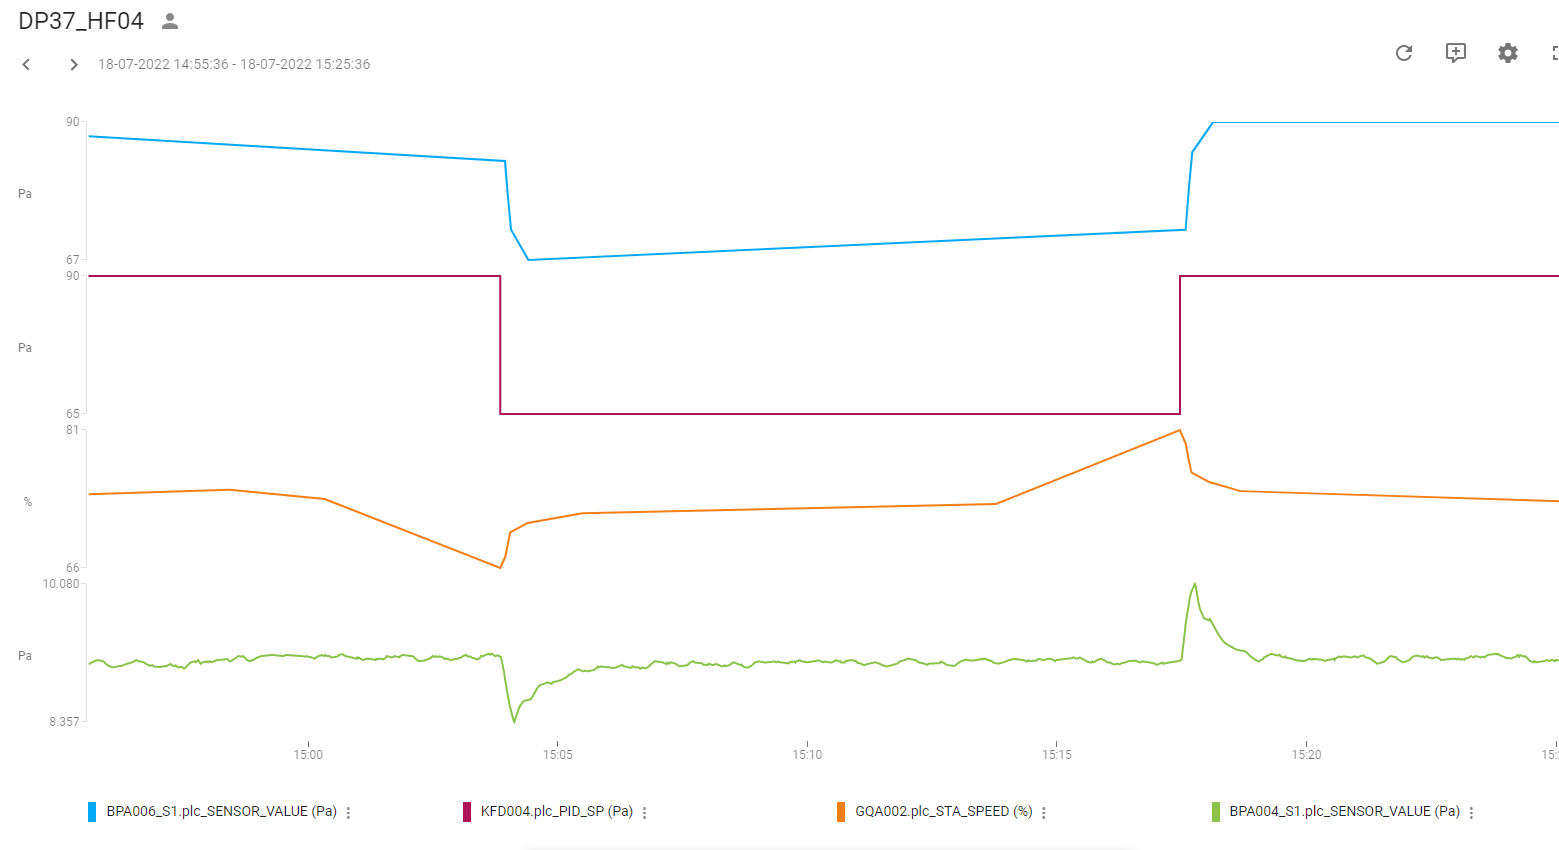 DP37_HF04
18-07-2022 14:55:36 - 18-07-2022 15:25:36
90
Pa
67
90
Pa
65
81
%
66
10.080
Pa
8.357
15:00 15:05 15:10 15:15 15:20
BPA006_S1.plc_SENSOR_VALUE (Pa) KFD004.plc_PID_SP (Pa) GQA002.plc_STA_SPEED (%) BPA004_S1.plc_SENSOR_VALUE (Pa)